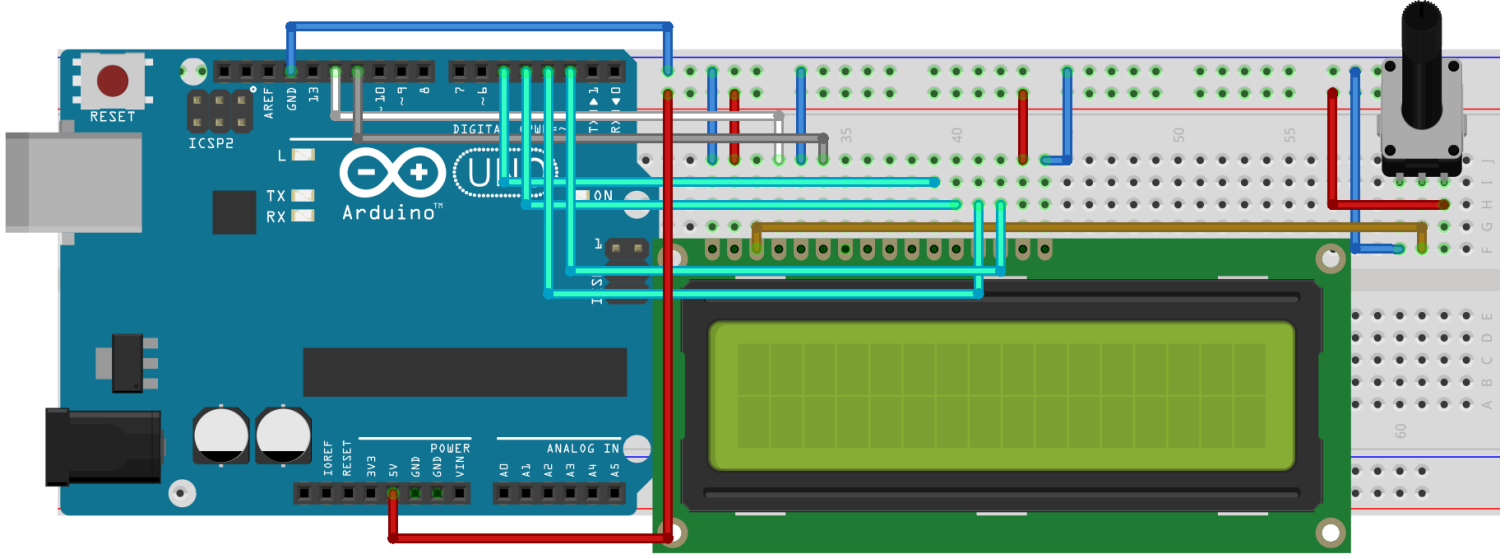 RESET
ICSP2
AREF
GND
13
~10
~9
8
7
~6
TX▶1
RX◀0
DIGITAL (PWM=~)
L
TX
RX
UNO
ON
Arduino™
1
POWER
ANALOG IN
IOREF
RESET
3V3
5V
GND
GND
VIN
A0
A1
A2
A3
A4
A5
35
40
50
55
60
J
I
H
G
F
E
D
C
B
A